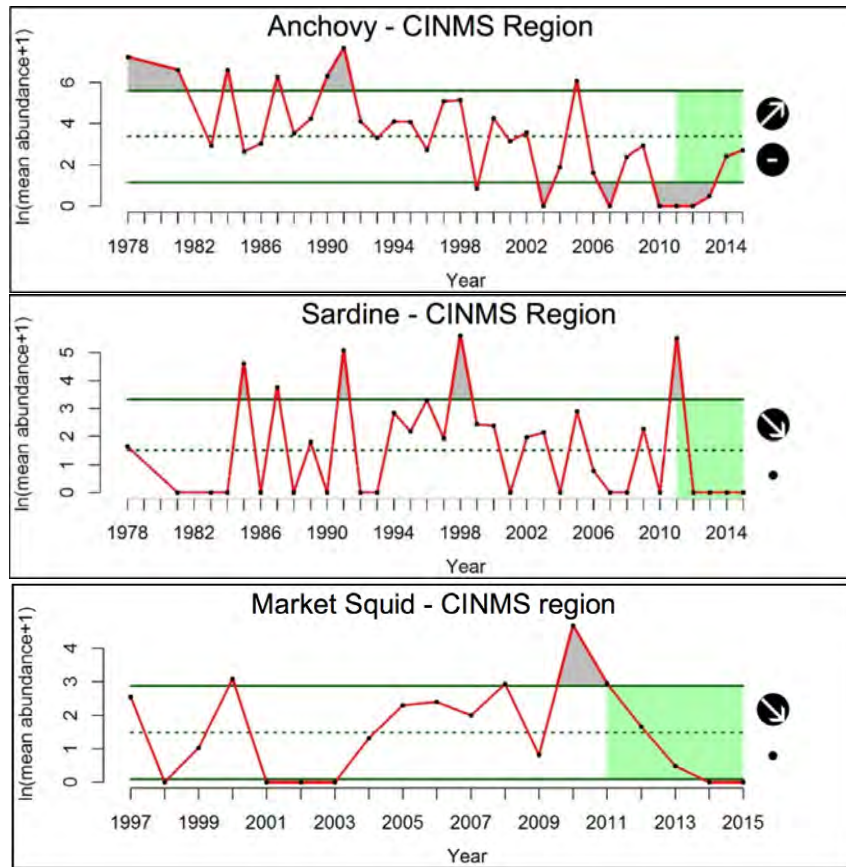 Anchovy - CINMS Region
ln(mean abundance+1)
6
4
2
0
1978 1982 1986 1990 1994 1998 2002 2006 2010 2014
Year
Sardine - CINMS Region
ln(mean abundance+1)
5
4
3
2
1
0
1978 1982 1986 1990 1994 1998 2002 2006 2010 2014
Year
Market Squid - CINMS region
ln(mean abundance+1)
4
3
2
1
0
1997 1999 2001 2003 2005 2007 2009 2011 2013 2015
Year